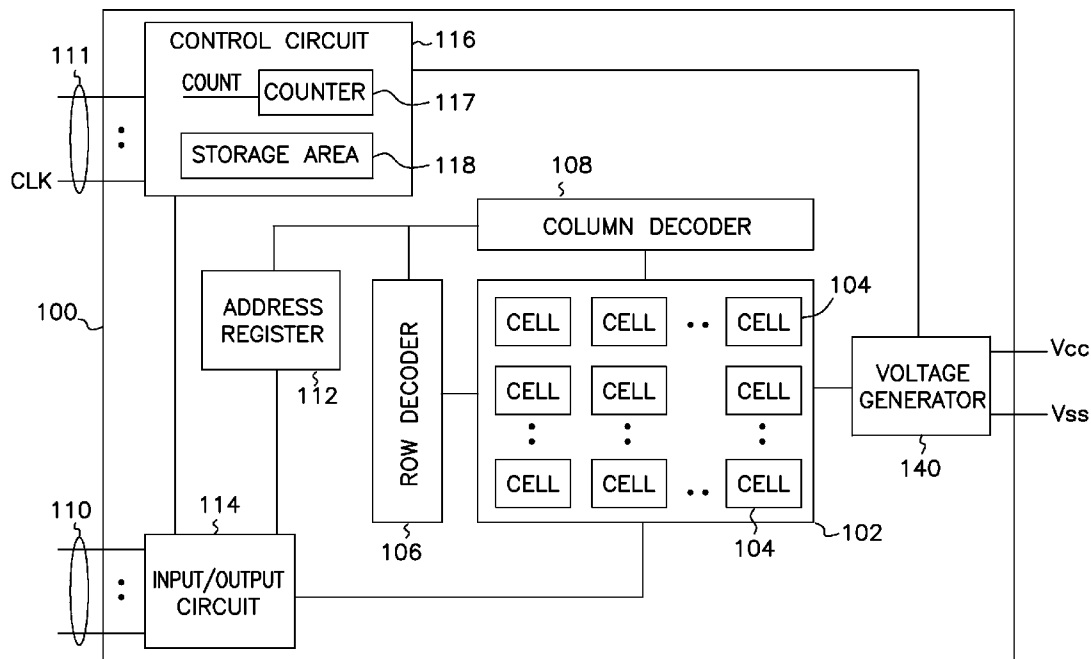 111
CONTROL CIRCUIT
116
COUNT
COUNTER
117
STORAGE AREA
118
CLK
108
COLUMN DECODER
100
ADDRESS
REGISTER
112
ROW DECODER
106
CELL CELL CELL
104
CELL CELL CELL
CELL CELL CELL
104
102
VOLTAGE
GENERATOR
140
Vcc
Vss
110
114
INPUT/OUTPUT
CIRCUIT